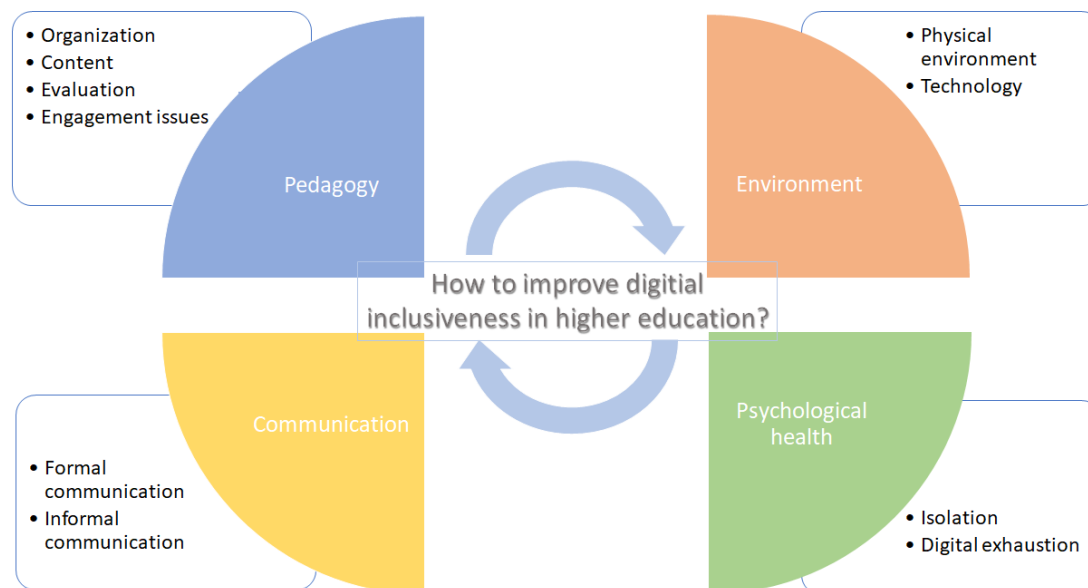 • Organization
• Content
• Evaluation
• Engagement issues
Pedagogy
• Physical
environment
• Technology
Environment
How to improve digitial
inclusiveness in higher education?
Communication
• Formal
communication
• Informal
communication
Psychological
health
• Isolation
• Digital exhaustion